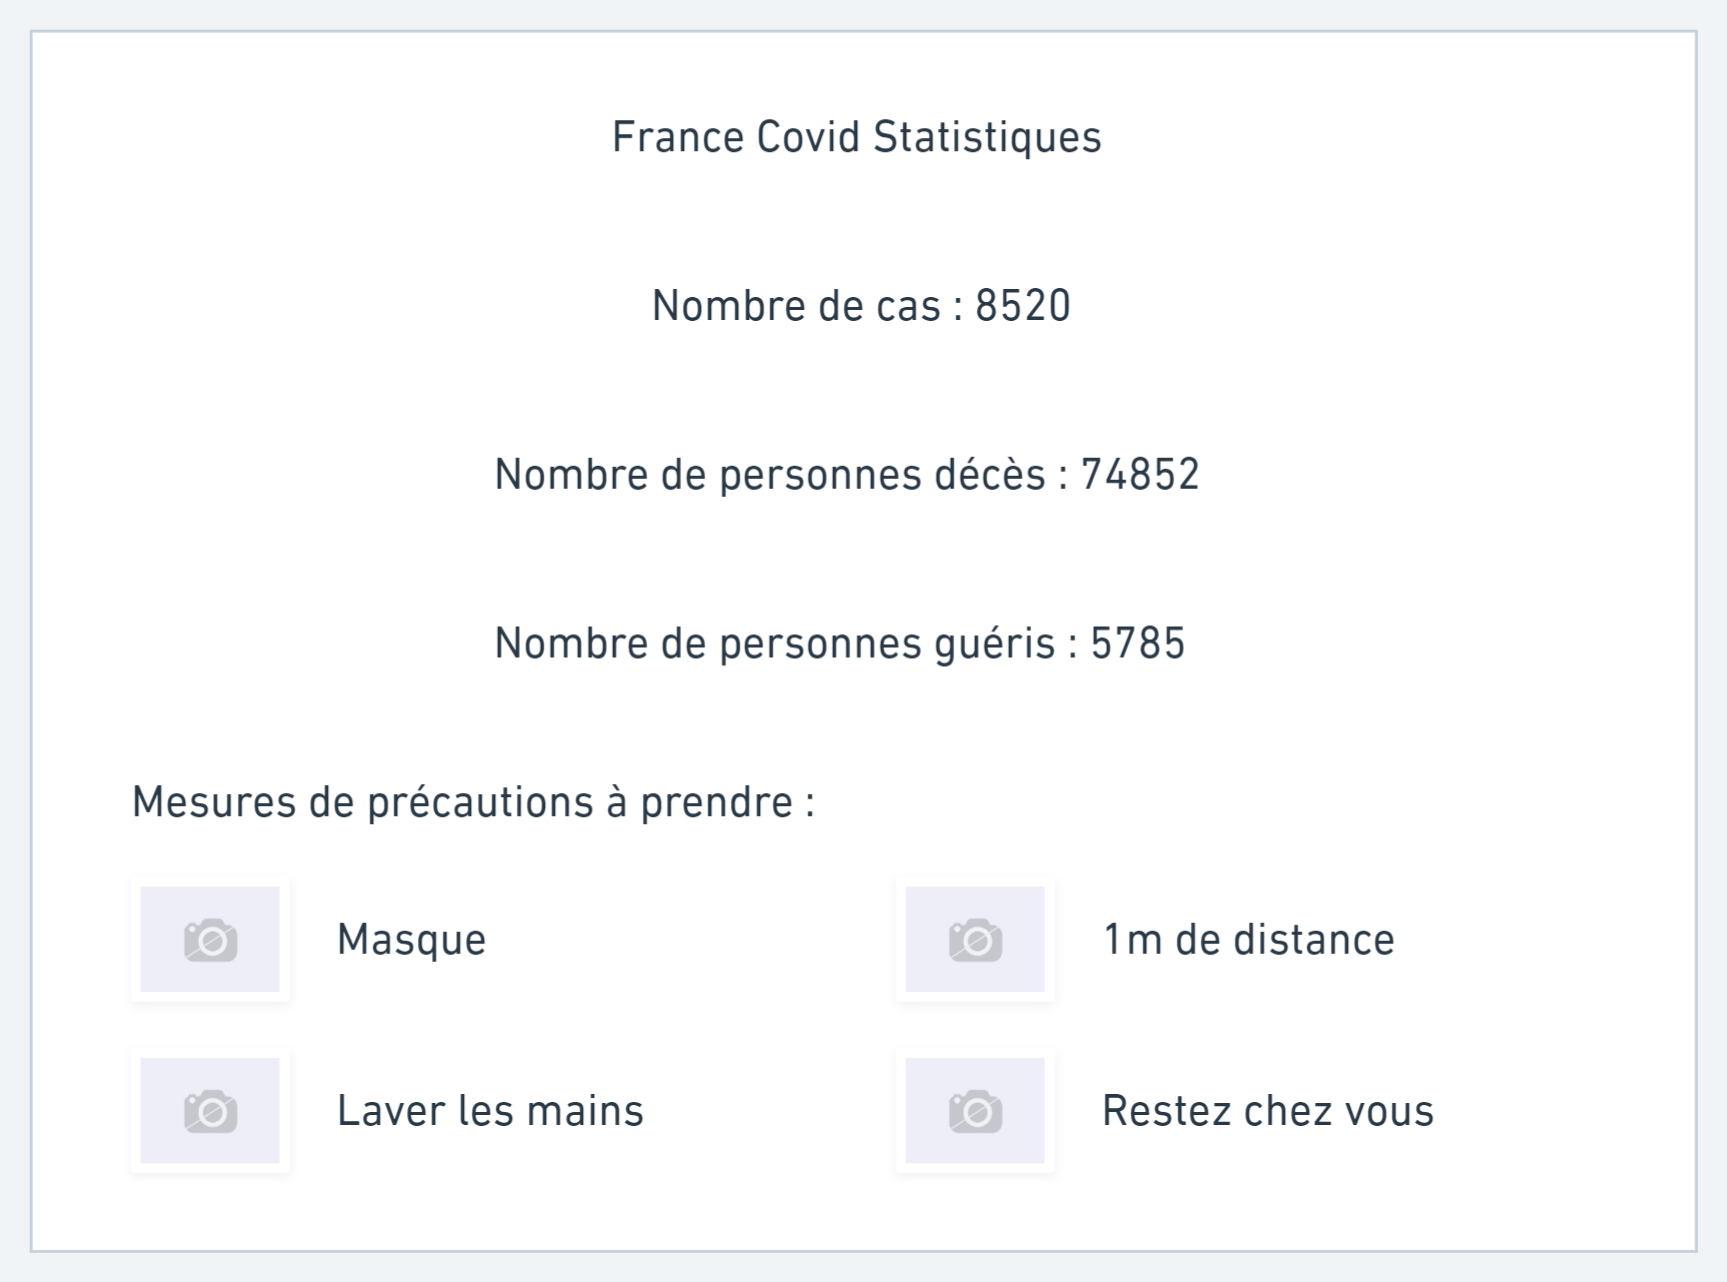 France Covid Statistiques
Nombre de cas : 8520
Nombre de personnes décès : 74852
Nombre de personnes guéris : 5785
Mesures de précautions à prendre :
Masque
1m de distance
Laver les mains
Restez chez vous